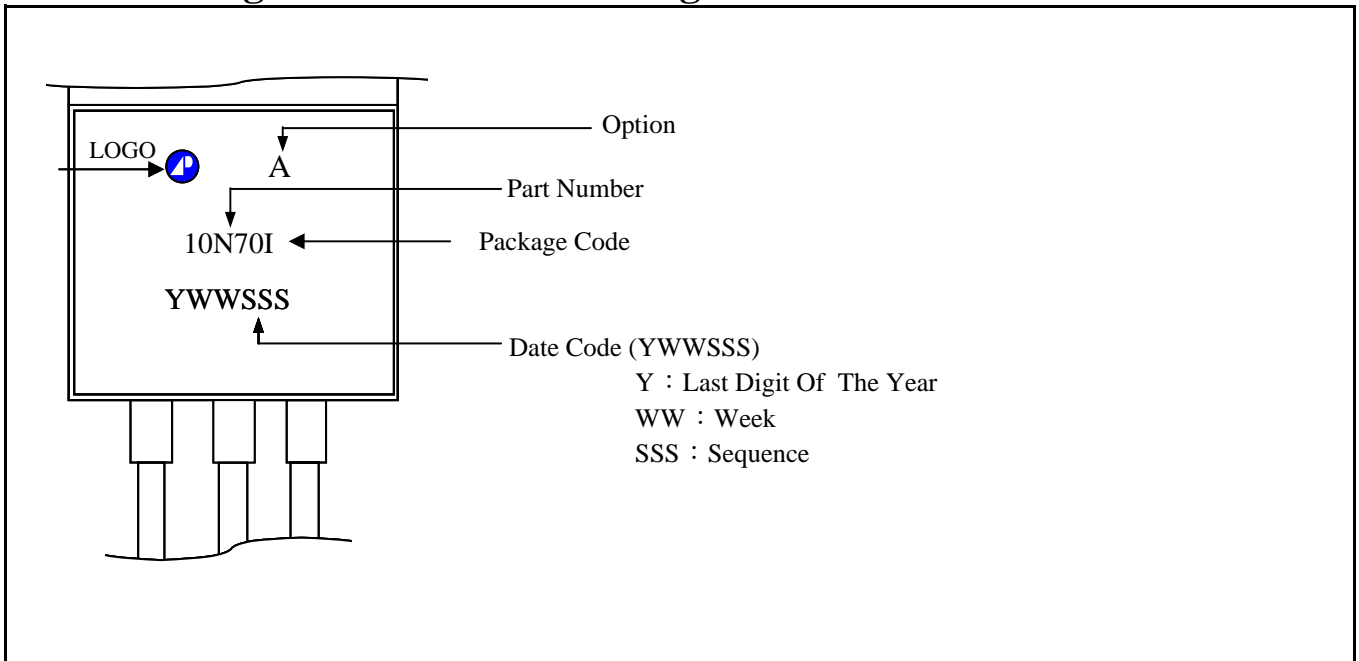 Option
LOGO
A
Part Number
10N70I
Package Code
YWWSSS
Date Code (YWWSSS)
Y：Last Digit Of The Year
WW：Week
SSS：Sequence